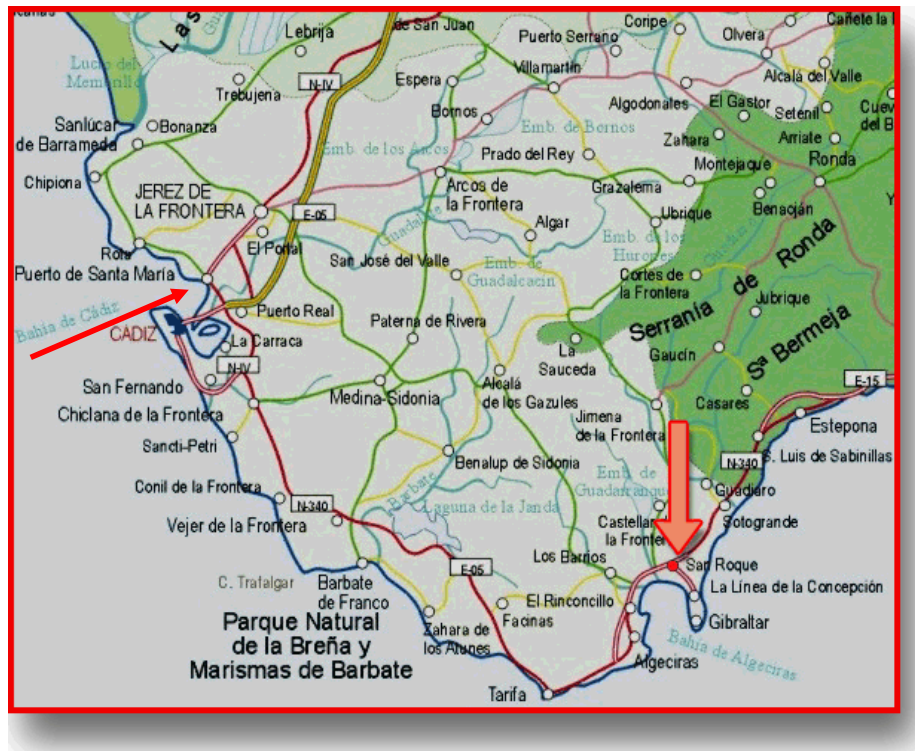 Coripe
Cañete la
de San Juan
Lebrija
Olvera
Puerto Serrano
Las
Lucio del
Villamartín
N-IV
Espera
Alcalá del Valle
Trebujena
Algodonales
El Gastor
Bornos
Setenil
Sanlúcar
de Barrameda
Bonanza
Emb. de Bornos
Zahara
Arriate
Emb. de los Arcos
Prado del Rey
Montejaque
Ronda
Chipiona
JEREZ DE
LA FRONTERA
Arcos de
la Frontera
Grazalema
E-05
Ubrique
Benaoján
Algar
El Portal
Emb. de los
Hurones
Rota
San José del Valle
Emb. de
Guadalcacín
Puerto de Santa María
Cortes de
la Frontera
Serranía de Ronda
Jubrique
Bahía de Cádiz
Puerto Real
CÁDIZ
Paterna de Rivera
Sª Bermeja
La Carraca
La
Sauceda
Gaucín
N-IV
San Fernando
Medina-Sidonia
Alcalá
de los Gazules
E-15
Chiclana de la Frontera
Casares
Jimena
de la Frontera
Estepona
Sancti-Petri
Benalup de Sidonia
N-340
S. Luis de Sabinillas
Emb. de
Guadarranque
Conil de la Frontera
Barbate
Guadiaro
N-340
Laguna de la Janda
Vejer de la Frontera
Sotogrande
Los Barrios
E-05
San Roque
C. Trafalgar
Barbate
de Franco
La Línea de la Concepción
El Rinconcillo
Parque Natural
de la Breña y
Marismas de Barbate
Facinas
Gibraltar
Zahara de
los Atunes
Bahía de Algeciras
Algeciras
Tarifa